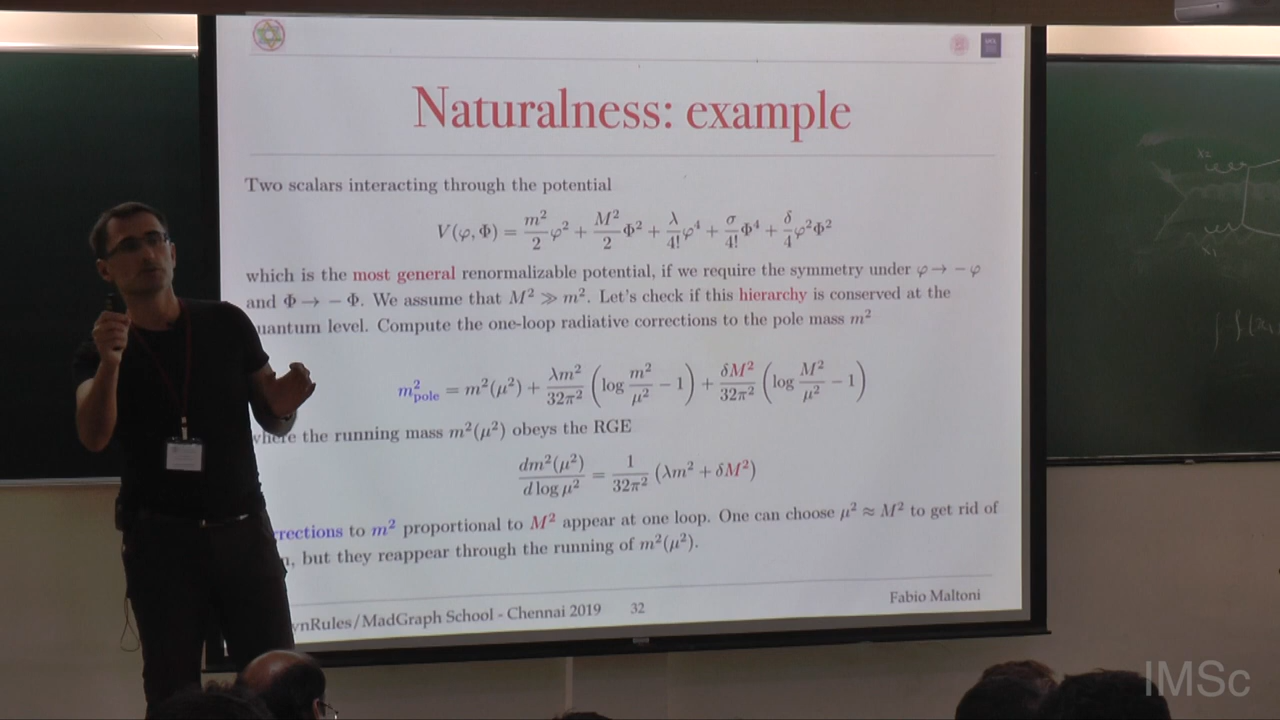 Naturalness: example
Two scalars interacting through the potential
V(φ, Φ) = m²/2 φ² + M²/2 Φ² + λ/4! φ⁴ + σ/4! Φ⁴ + δ/4 φ²Φ²
which is the most general renormalizable potential, if we require the symmetry under φ → − φ
and Φ → − Φ. We assume that M² ≫ m². Let's check if this hierarchy is conserved at the
uantum level. Compute the one-loop radiative corrections to the pole mass m²
m²pole = m²(μ²) + λm²/32π² (log m²/μ² − 1) + δM²/32π² (log M²/μ² − 1)
where the running mass m²(μ²) obeys the RGE
dm²(μ²)/d log μ² = 1/32π² (λm² + δM²)
rrections to m² proportional to M² appear at one loop. One can choose μ² ≈ M² to get rid of
, but they reappear through the running of m²(μ²).
ynRules/MadGraph School - Chennai 2019 32 Fabio Maltoni
IMSc